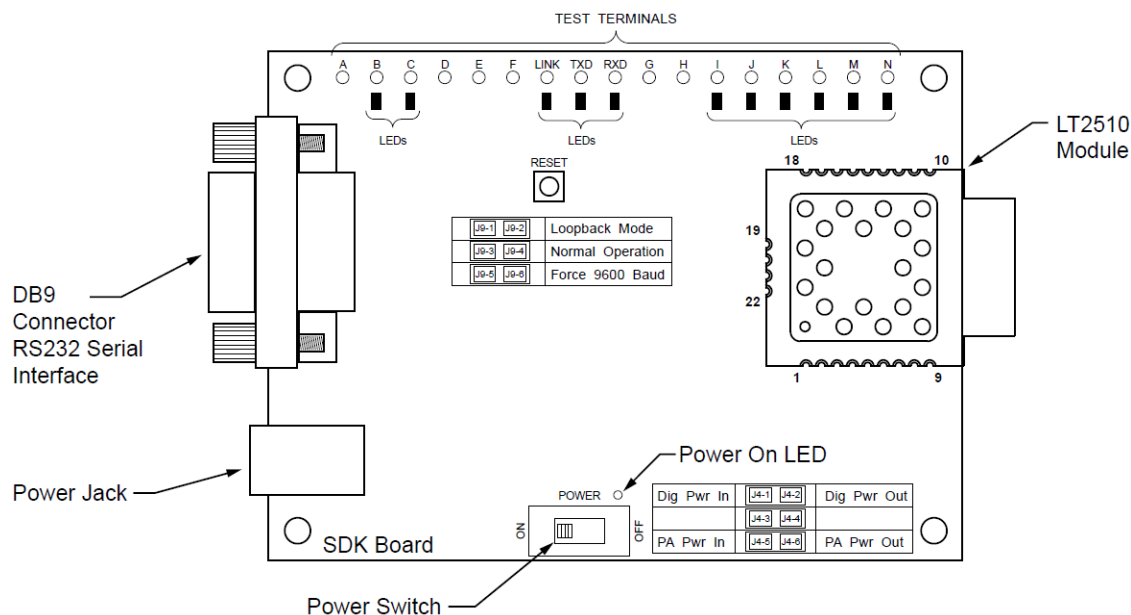 TEST TERMINALS
A B C D E F LINK TXD RXD G H I J K L M N
LEDs LEDs LEDs
LT2510
Module
RESET
18 10
19
22
1 9
J9-1 J9-2 Loopback Mode
J9-3 J9-4 Normal Operation
J9-5 J9-6 Force 9600 Baud
DB9
Connector
RS232 Serial
Interface
Power Jack
Power On LED
POWER
ON OFF
Dig Pwr In J4-1 J4-2 Dig Pwr Out
J4-3 J4-4
PA Pwr In J4-5 J4-6 PA Pwr Out
SDK Board
Power Switch